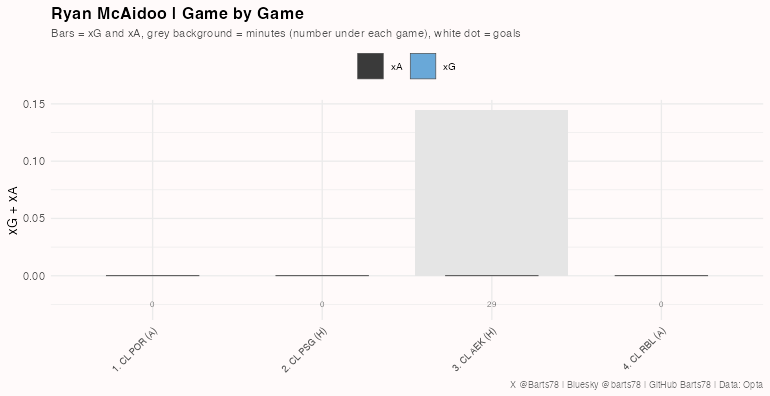 Ryan McAidoo | Game by Game
Bars = xG and xA, grey background = minutes (number under each game), white dot = goals
xA
xG
xG + xA
0.15
0.10
0.05
0.00
0
0
29
0
1. CL POR (A)
2. CL PSG (H)
3. CL AEK (H)
4. CL RBL (A)
X @Barts78 | Bluesky @barts78 | GitHub Barts78 | Data: Opta